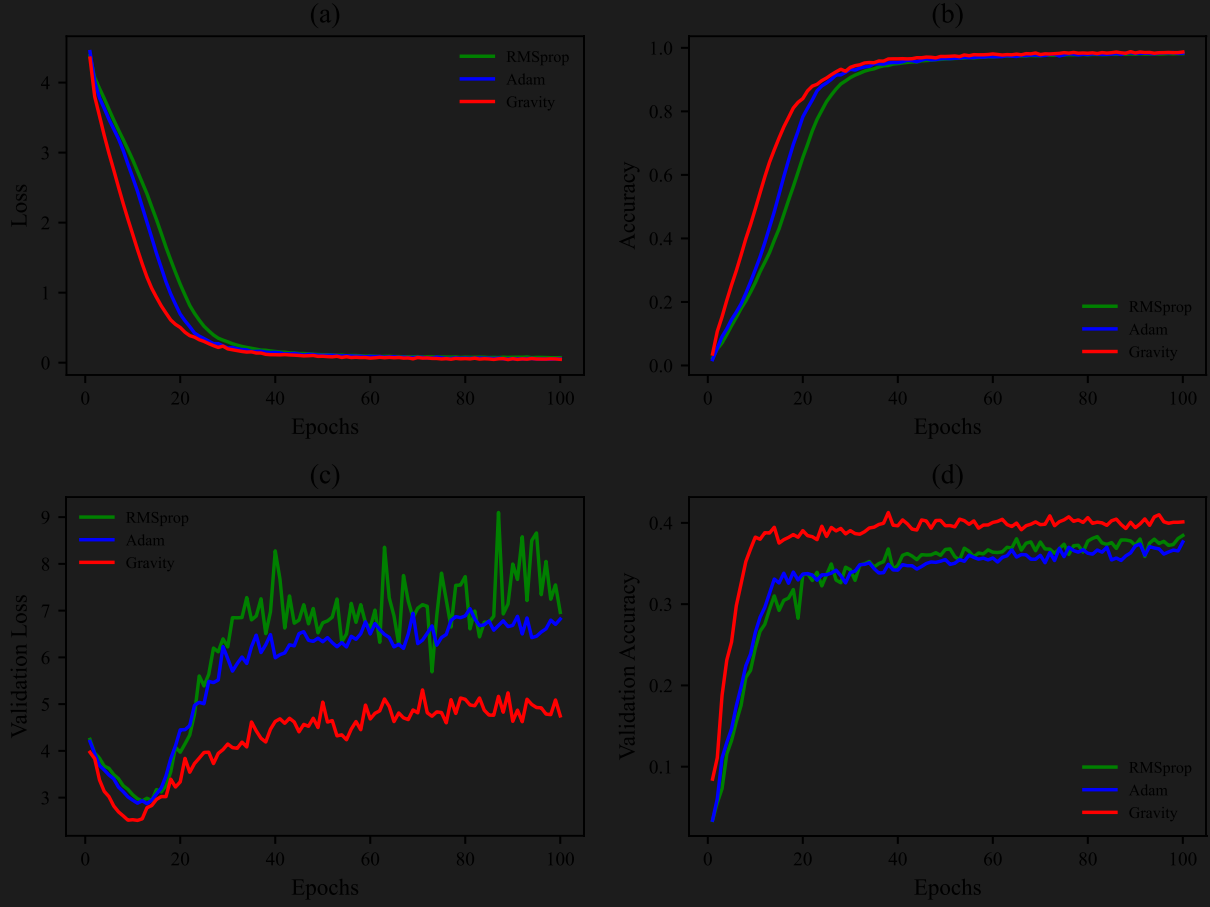 (a)
4
3
2
1
0
Loss
RMSprop
Adam
Gravity
0 20 40 60 80 100
Epochs
(b)
1.0
0.8
0.6
0.4
0.2
0.0
Accuracy
RMSprop
Adam
Gravity
0 20 40 60 80 100
Epochs
(c)
9
8
7
6
5
4
3
Validation Loss
RMSprop
Adam
Gravity
0 20 40 60 80 100
Epochs
(d)
0.4
0.3
0.2
0.1
Validation Accuracy
RMSprop
Adam
Gravity
0 20 40 60 80 100
Epochs